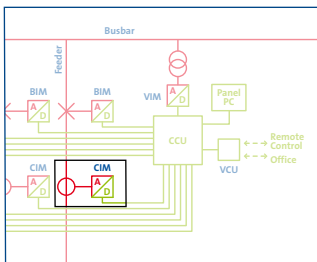 Busbar
Feeder
BIM
A
D
BIM
A
D
VIM
A
D
Panel
PC
CCU
VCU
Remote
Control
Office
CIM
A
D
CIM
A
D